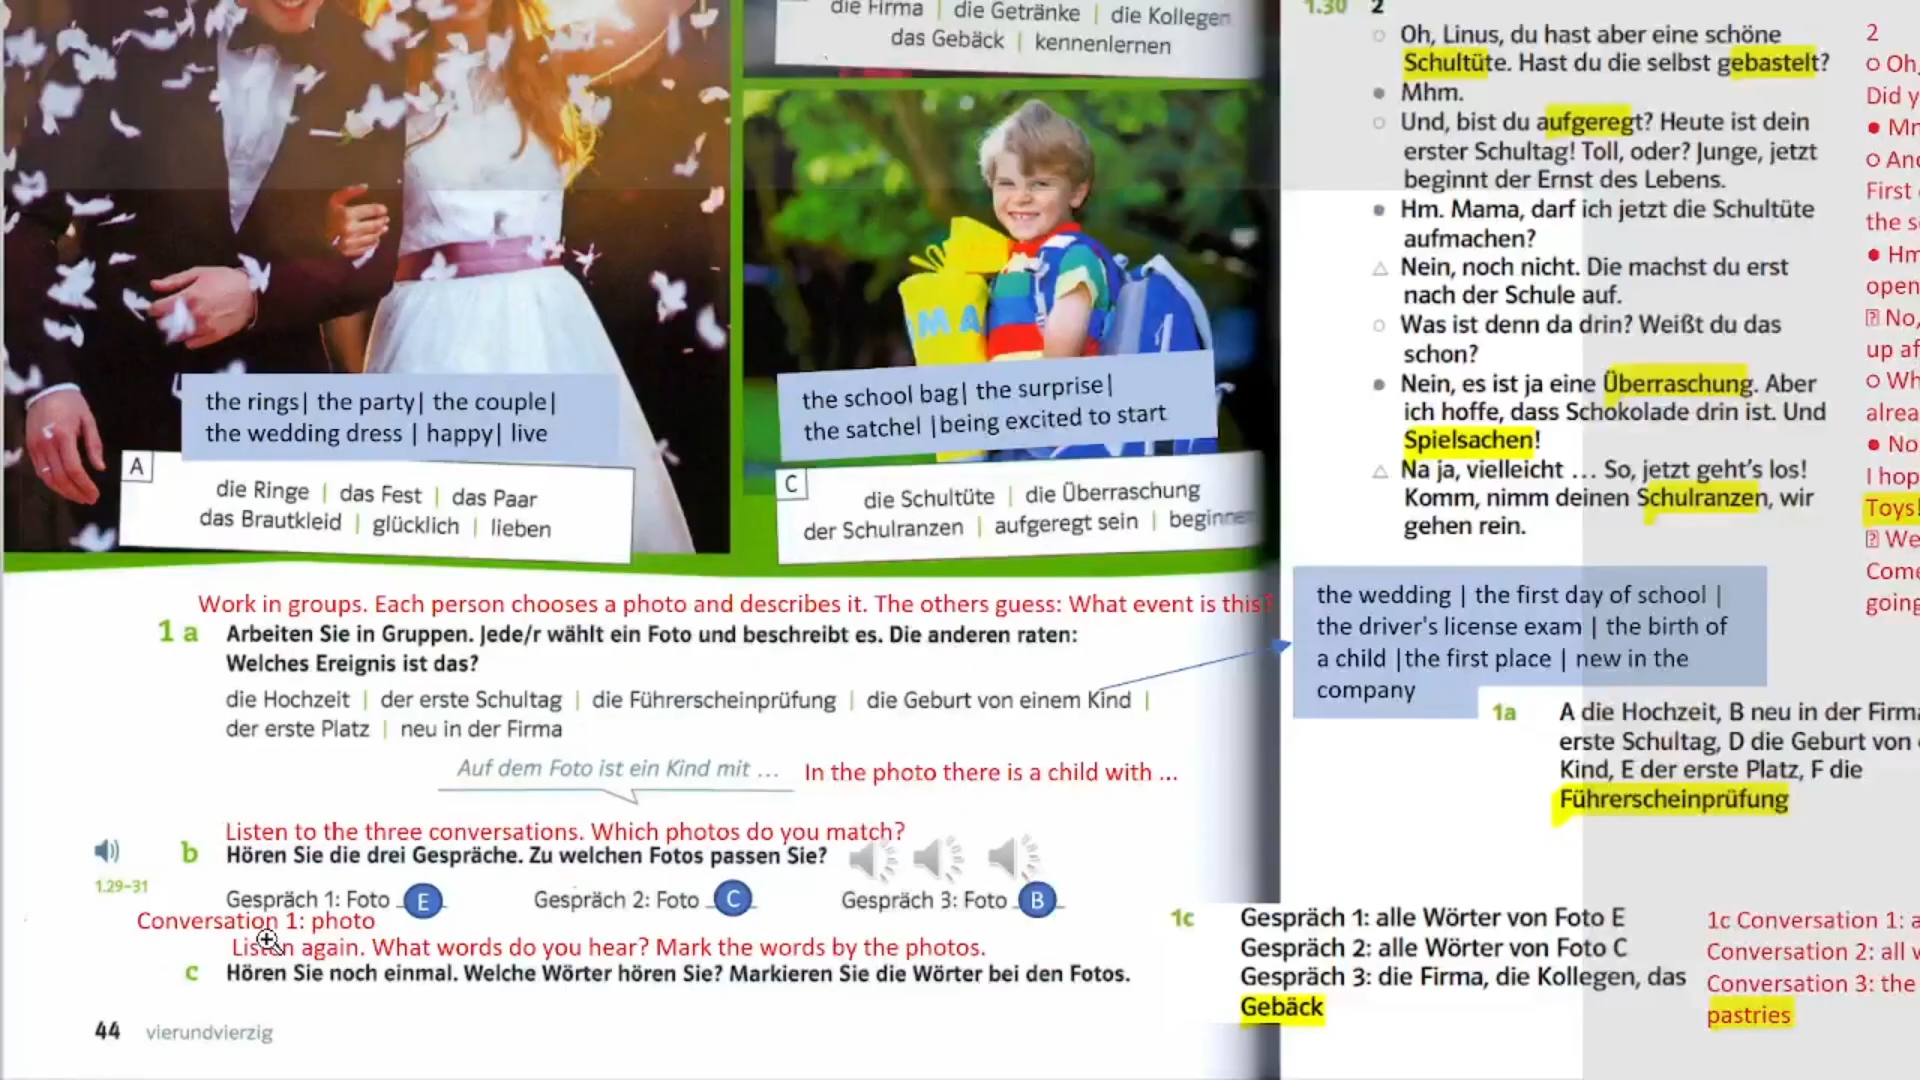 die Firma | die Getränke | die Kollegen
das Gebäck | kennenlernen
MA
the rings| the party| the couple|
the wedding dress | happy| live
A
die Ringe | das Fest | das Paar
das Brautkleid | glücklich | lieben
the school bag| the surprise|
the satchel |being excited to start
C
die Schultüte | die Überraschung
der Schulranzen | aufgeregt sein | beginnen
Work in groups. Each person chooses a photo and describes it. The others guess: What event is this?
1 a Arbeiten Sie in Gruppen. Jede/r wählt ein Foto und beschreibt es. Die anderen raten:
Welches Ereignis ist das?
die Hochzeit | der erste Schultag | die Führerscheinprüfung | die Geburt von einem Kind |
der erste Platz | neu in der Firma
Auf dem Foto ist ein Kind mit ... In the photo there is a child with ...
Listen to the three conversations. Which photos do you match?
b Hören Sie die drei Gespräche. Zu welchen Fotos passen Sie?
1.29–31
Gespräch 1: Foto E Gespräch 2: Foto C Gespräch 3: Foto B
Conversation 1: photo
Listen again. What words do you hear? Mark the words by the photos.
c Hören Sie noch einmal. Welche Wörter hören Sie? Markieren Sie die Wörter bei den Fotos.
44 vierundvierzig
1.30 2
○ Oh, Linus, du hast aber eine schöne
Schultüte. Hast du die selbst gebastelt?
● Mhm.
○ Und, bist du aufgeregt? Heute ist dein
erster Schultag! Toll, oder? Junge, jetzt
beginnt der Ernst des Lebens.
● Hm. Mama, darf ich jetzt die Schultüte
aufmachen?
△ Nein, noch nicht. Die machst du erst
nach der Schule auf.
○ Was ist denn da drin? Weißt du das
schon?
● Nein, es ist ja eine Überraschung. Aber
ich hoffe, dass Schokolade drin ist. Und
Spielsachen!
△ Na ja, vielleicht … So, jetzt geht's los!
Komm, nimm deinen Schulranzen, wir
gehen rein.
the wedding | the first day of school |
the driver's license exam | the birth of
a child |the first place | new in the
company
1a A die Hochzeit, B neu in der Firma
erste Schultag, D die Geburt von
Kind, E der erste Platz, F die
Führerscheinprüfung
1c Gespräch 1: alle Wörter von Foto E
Gespräch 2: alle Wörter von Foto C
Gespräch 3: die Firma, die Kollegen, das
Gebäck
2
○ Oh,
Did y
● Mr
○ And
First
the s
● Hm
open
No,
up af
○ Wh
alrea
● No
I hop
Toys!
We
Come
going
1c Conversation 1: a
Conversation 2: all
Conversation 3: the
pastries